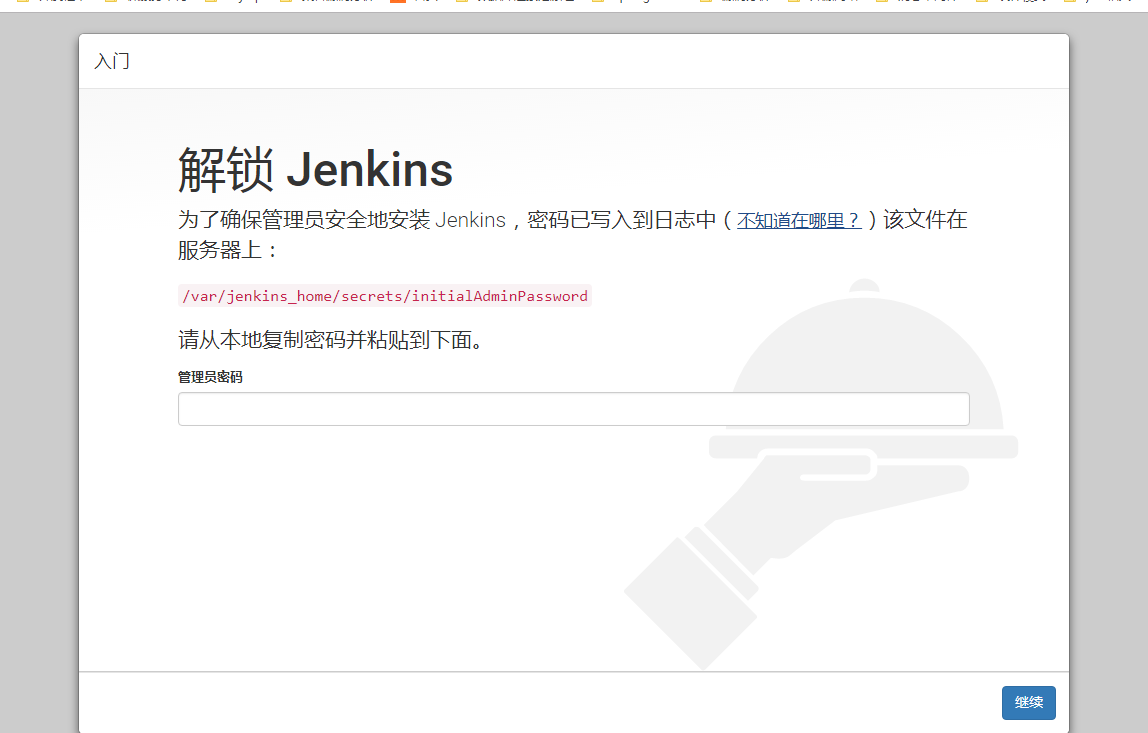 入门
解锁 Jenkins
为了确保管理员安全地安装 Jenkins，密码已写入到日志中（不知道在哪里？）该文件在
服务器上：
/var/jenkins_home/secrets/initialAdminPassword
请从本地复制密码并粘贴到下面。
管理员密码
继续